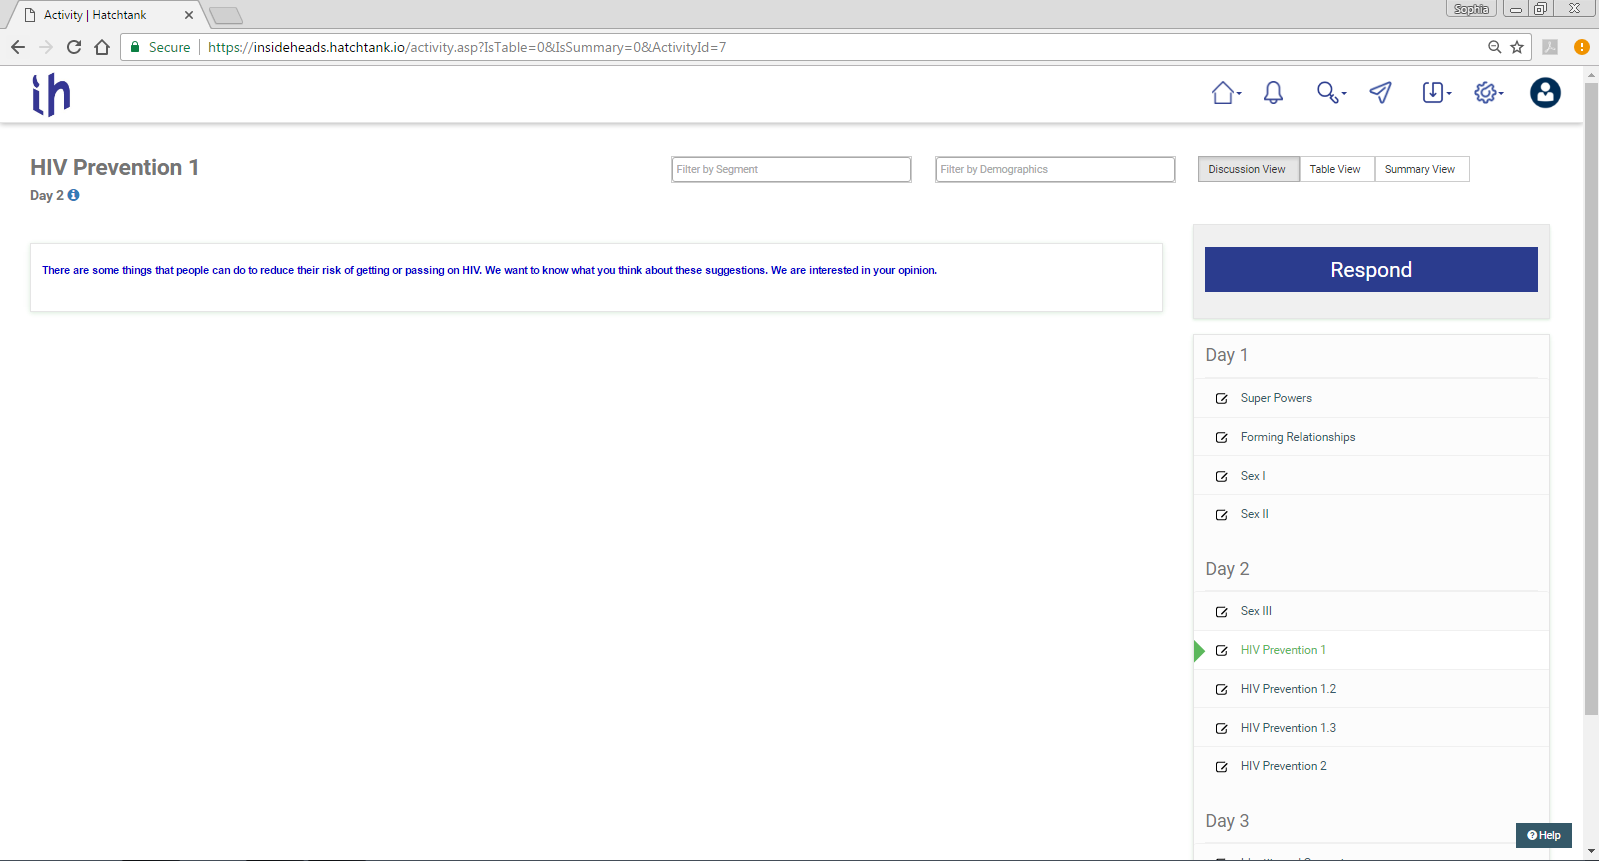 Activity | Hatchtank
Sophia
Secure
https://insideheads.hatchtank.io/activity.asp?IsTable=0&IsSummary=0&ActivityId=7
ih
HIV Prevention 1
Filter by Segment
Filter by Demographics
Discussion View
Table View
Summary View
Day 2
There are some things that people can do to reduce their risk of getting or passing on HIV. We want to know what you think about these suggestions. We are interested in your opinion.
Respond
Day 1
Super Powers
Forming Relationships
Sex I
Sex II
Day 2
Sex III
HIV Prevention 1
HIV Prevention 1.2
HIV Prevention 1.3
HIV Prevention 2
Day 3
Help